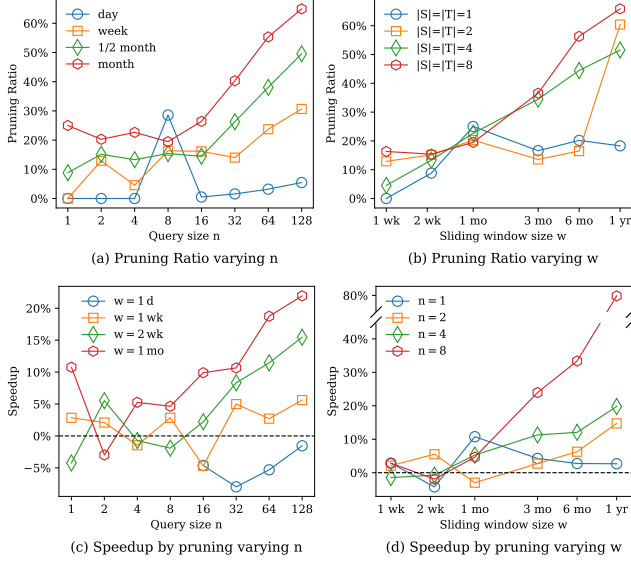 60%
50%
40%
30%
20%
10%
0%
Pruning Ratio
day
week
1/2 month
month
1 2 4 8 16 32 64 128
Query size n
(a) Pruning Ratio varying n
60%
50%
40%
30%
20%
10%
0%
Pruning Ratio
|S|=|T|=1
|S|=|T|=2
|S|=|T|=4
|S|=|T|=8
1 wk 2 wk 1 mo 3 mo 6 mo 1 yr
Sliding window size w
(b) Pruning Ratio varying w
20%
15%
10%
5%
0%
−5%
Speedup
w = 1 d
w = 1 wk
w = 2 wk
w = 1 mo
1 2 4 8 16 32 64 128
Query size n
(c) Speedup by pruning varying n
80%
40%
30%
20%
10%
0%
Speedup
n = 1
n = 2
n = 4
n = 8
1 wk 2 wk 1 mo 3 mo 6 mo 1 yr
Sliding window size w
(d) Speedup by pruning varying w